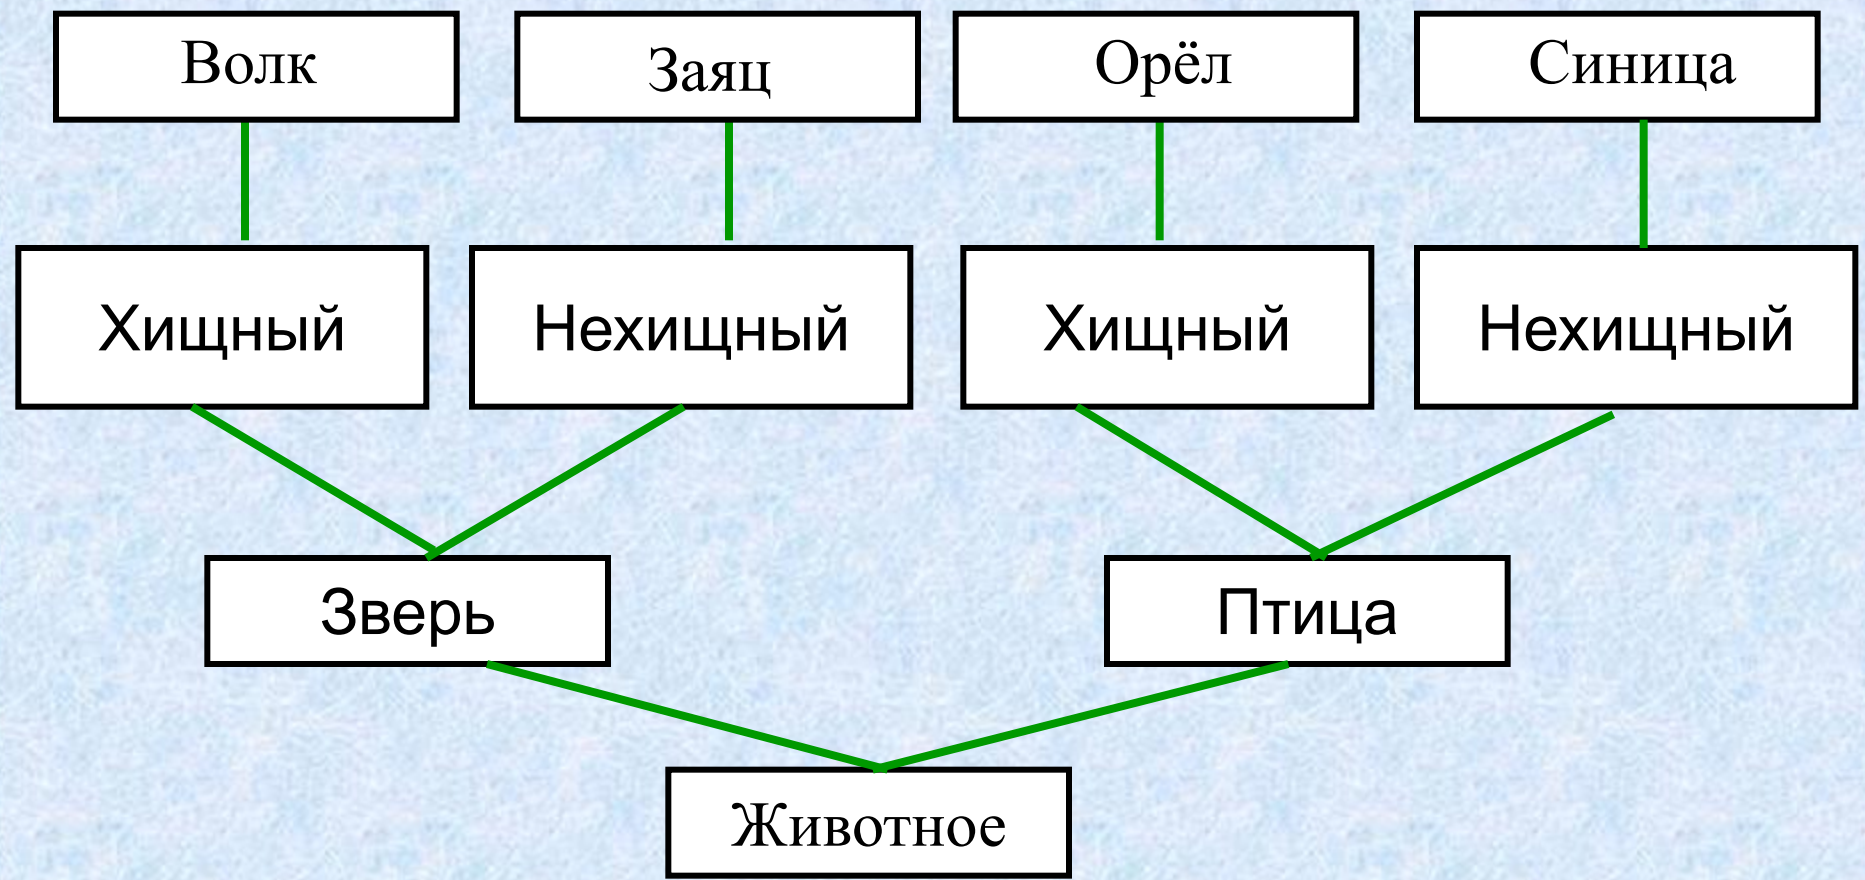 Волк
Заяц
Орёл
Синица
Хищный
Нехищный
Хищный
Нехищный
Зверь
Птица
Животное